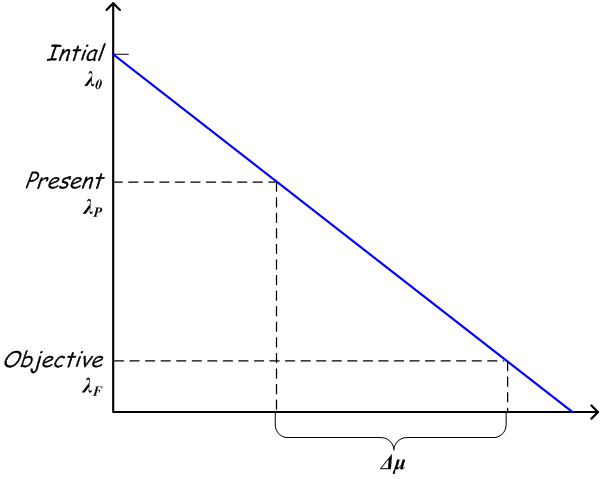 Intial
λ0
Present
λP
Objective
λF
Δμ